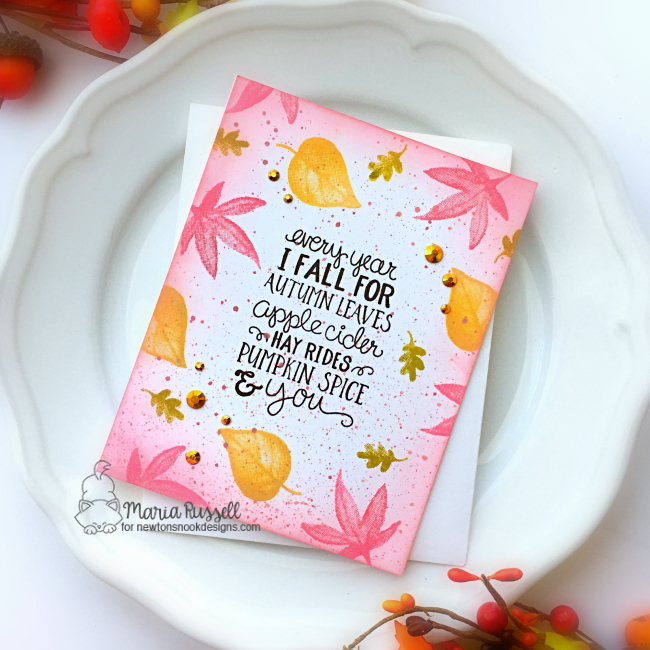 every year
I FALL FOR
AUTUMN LEAVES
apple cider
HAY RIDES
PUMPKIN SPICE
& you
Maria Russell
for newtonsnookdesigns.com